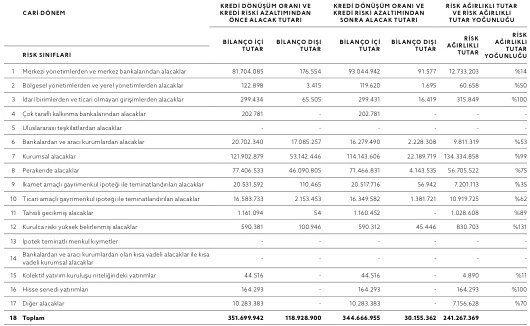 CARİ DÖNEM
KREDİ DÖNÜŞÜM ORANI VE KREDİ RİSKİ AZALTIMINDAN ÖNCE ALACAK TUTARI
KREDİ DÖNÜŞÜM ORANI VE KREDİ RİSKİ AZALTIMINDAN SONRA ALACAK TUTARI
RİSK AĞIRLIKLI TUTAR VE RİSK AĞIRLIKLI TUTAR YOĞUNLUĞU
RİSK SINIFLARI
BİLANÇO İÇİ TUTAR
BİLANÇO DIŞI TUTAR
BİLANÇO İÇİ TUTAR
BİLANÇO DIŞI TUTAR
RİSK AĞIRLIKLI TUTAR
RİSK AĞIRLIKLI TUTAR YOĞUNLUĞU
1 Merkezi yönetimlerden ve merkez bankalarından alacaklar 81.704.085 176.554 93.044.942 91.577 12.733.203 %14
2 Bölgesel yönetimlerden ve yerel yönetimlerden alacaklar 122.898 3.415 119.620 1.695 60.658 %50
3 İdari birimlerden ve ticari olmayan girişimlerden alacaklar 299.434 65.505 299.431 16.419 315.849 %100
4 Çok taraflı kalkınma bankalarından alacaklar 202.781 - 202.781 - - -
5 Uluslararası teşkilatlardan alacaklar - - - - - -
6 Bankalardan ve aracı kurumlardan alacaklar 20.702.340 17.085.257 16.279.490 2.228.308 9.811.319 %53
7 Kurumsal alacaklar 121.902.879 53.142.446 114.143.606 22.189.719 134.334.858 %99
8 Perakende alacaklar 77.406.533 46.090.805 71.466.831 4.143.535 56.705.522 %75
9 İkamet amaçlı gayrimenkul ipoteği ile teminatlandırılan alacaklar 20.531.592 110.465 20.517.716 56.942 7.201.113 %35
10 Ticari amaçlı gayrimenkul ipoteği ile teminatlandırılan alacaklar 16.583.733 2.153.453 16.349.582 1.381.721 10.919.725 %62
11 Tahsili gecikmiş alacaklar 1.161.094 54 1.160.452 - 1.028.608 %89
12 Kurulca riski yüksek belirlenmiş alacaklar 590.381 100.946 590.312 45.446 830.703 %131
13 İpotek teminatlı menkul kıymetler - - - - - -
14 Bankalardan ve aracı kurumlardan olan kısa vadeli alacaklar ile kısa vadeli kurumsal alacaklar - - - - - -
15 Kolektif yatırım kuruluşu niteliğindeki yatırımlar 44.516 - 44.516 - 4.890 %11
16 Hisse senedi yatırımları 164.293 - 164.293 - 164.293 %100
17 Diğer alacaklar 10.283.383 - 10.283.383 - 7.156.628 %70
18 Toplam 351.699.942 118.928.900 344.666.955 30.155.362 241.267.369